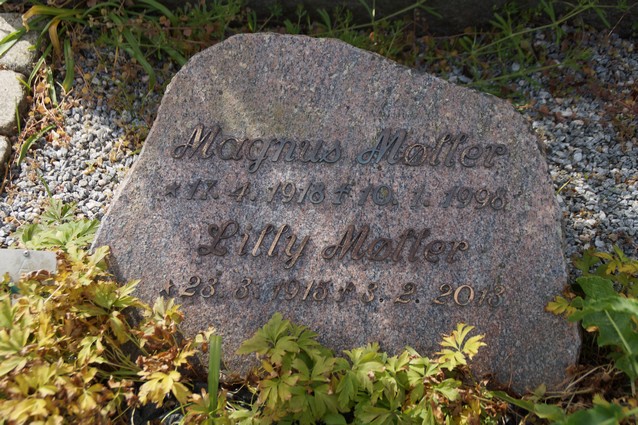 Magnus Møller
* 17. 4. 1918 † 10. 1. 1998
Lilly Møller
* 23. 3. 1918 † 3. 2. 2013